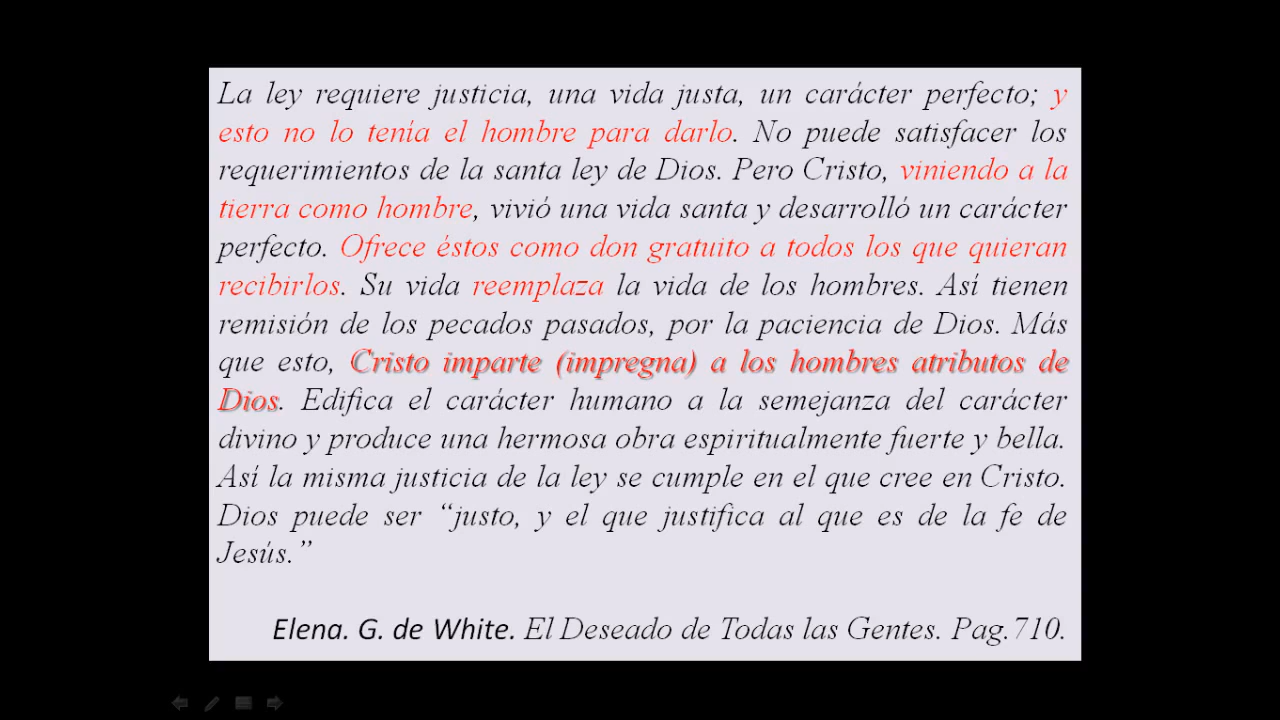 La ley requiere justicia, una vida justa, un carácter perfecto; y
esto no lo tenía el hombre para darlo. No puede satisfacer los
requerimientos de la santa ley de Dios. Pero Cristo, viniendo a la
tierra como hombre, vivió una vida santa y desarrolló un carácter
perfecto. Ofrece éstos como don gratuito a todos los que quieran
recibirlos. Su vida reemplaza la vida de los hombres. Así tienen
remisión de los pecados pasados, por la paciencia de Dios. Más
que esto, Cristo imparte (impregna) a los hombres atributos de
Dios. Edifica el carácter humano a la semejanza del carácter
divino y produce una hermosa obra espiritualmente fuerte y bella.
Así la misma justicia de la ley se cumple en el que cree en Cristo.
Dios puede ser “justo, y el que justifica al que es de la fe de
Jesús.”
Elena. G. de White. El Deseado de Todas las Gentes. Pag.710.